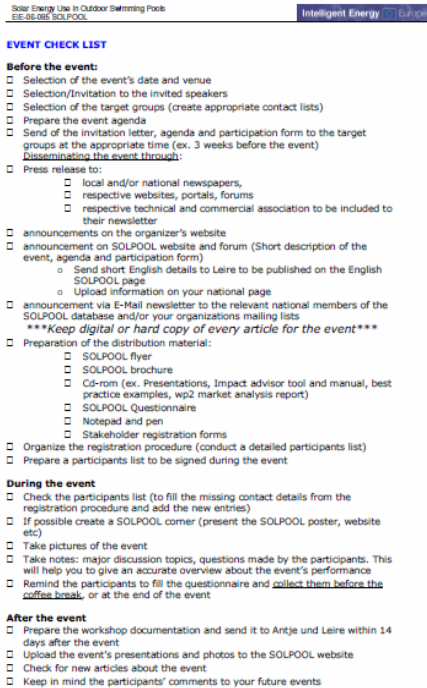 Solar Energy Use in Outdoor Swimming Pools
EIE-06-085 SOLPOOL
Intelligent Energy Europe
EVENT CHECK LIST
Before the event:
☐ Selection of the event's date and venue
☐ Selection/Invitation to the invited speakers
☐ Selection of the target groups (create appropriate contact lists)
☐ Prepare the event agenda
☐ Send of the invitation letter, agenda and participation form to the target
groups at the appropriate time (ex. 3 weeks before the event)
Disseminating the event through:
☐ Press release to:
☐ local and/or national newspapers,
☐ respective websites, portals, forums
☐ respective technical and commercial association to be included to
their newsletter
☐ announcements on the organizer's website
☐ announcement on SOLPOOL website and forum (Short description of the
event, agenda and participation form)
o Send short English details to Leire to be published on the English
SOLPOOL page
o Upload information on your national page
☐ announcement via E-Mail newsletter to the relevant national members of the
SOLPOOL database and/or your organizations mailing lists
***Keep digital or hard copy of every article for the event***
☐ Preparation of the distribution material:
☐ SOLPOOL flyer
☐ SOLPOOL brochure
☐ Cd-rom (ex. Presentations, Impact advisor tool and manual, best
practice examples, wp2 market analysis report)
☐ SOLPOOL Questionnaire
☐ Notepad and pen
☐ Stakeholder registration forms
☐ Organize the registration procedure (conduct a detailed participants list)
☐ Prepare a participants list to be signed during the event
During the event
☐ Check the participants list (to fill the missing contact details from the
registration procedure and add the new entries)
☐ If possible create a SOLPOOL corner (present the SOLPOOL poster, website
etc)
☐ Take pictures of the event
☐ Take notes: major discussion topics, questions made by the participants. This
will help you to give an accurate overview about the event's performance
☐ Remind the participants to fill the questionnaire and collect them before the
coffee break, or at the end of the event
After the event
☐ Prepare the workshop documentation and send it to Antje und Leire within 14
days after the event
☐ Upload the event's presentations and photos to the SOLPOOL website
☐ Check for new articles about the event
☐ Keep in mind the participants' comments to your future events